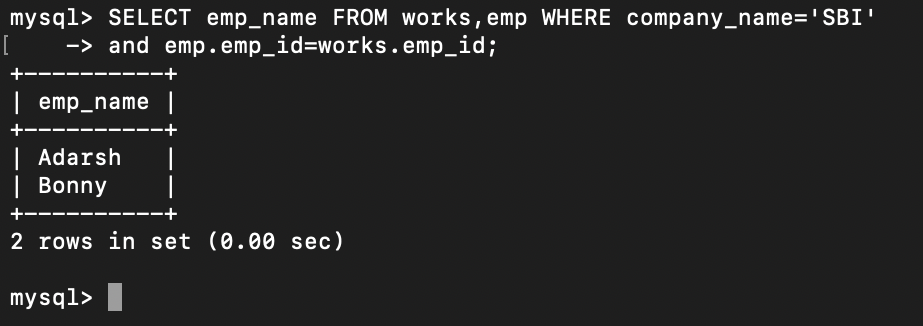 mysql> SELECT emp_name FROM works,emp WHERE company_name='SBI'
[    -> and emp.emp_id=works.emp_id;
+----------+
| emp_name |
+----------+
| Adarsh   |
| Bonny    |
+----------+
2 rows in set (0.00 sec)

mysql>